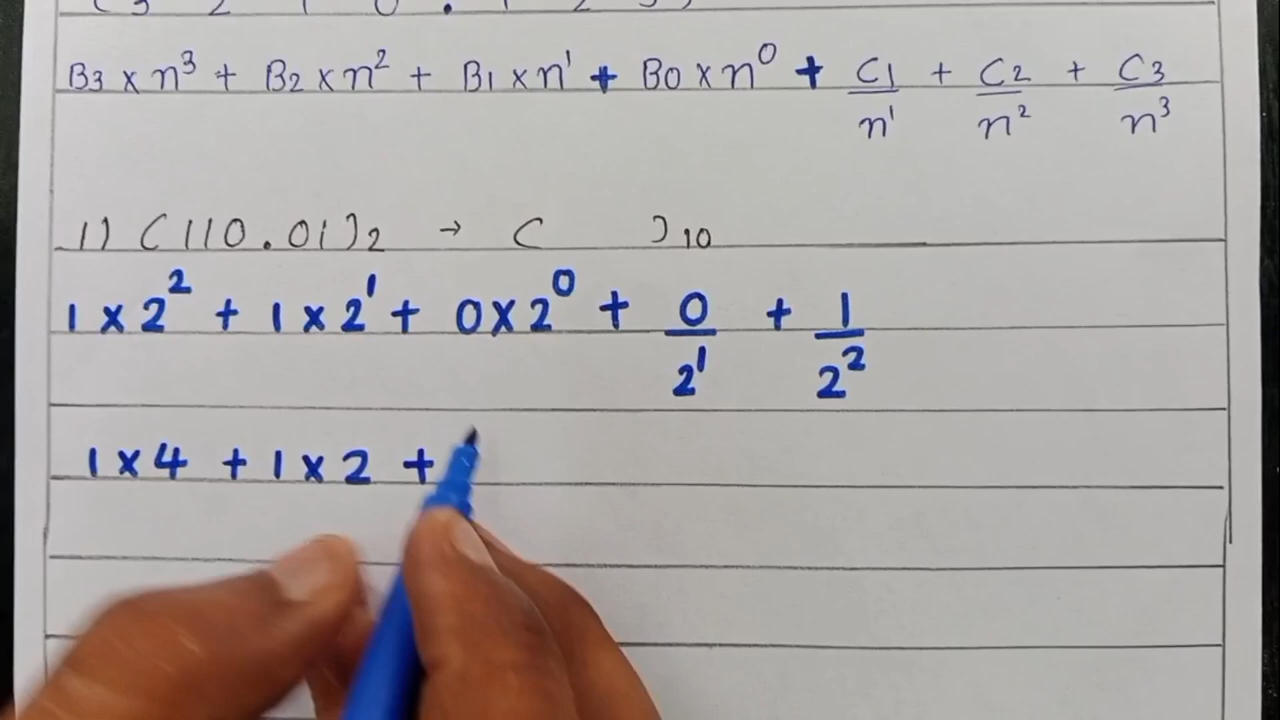 B3 × n³ + B2 × n² + B1 × n¹ + B0 × n⁰ + C1/n¹ + C2/n² + C3/n³
1) (110.01)₂ → ( )₁₀
1 × 2² + 1 × 2¹ + 0 × 2⁰ + 0/2¹ + 1/2²
1 × 4 + 1 × 2 +